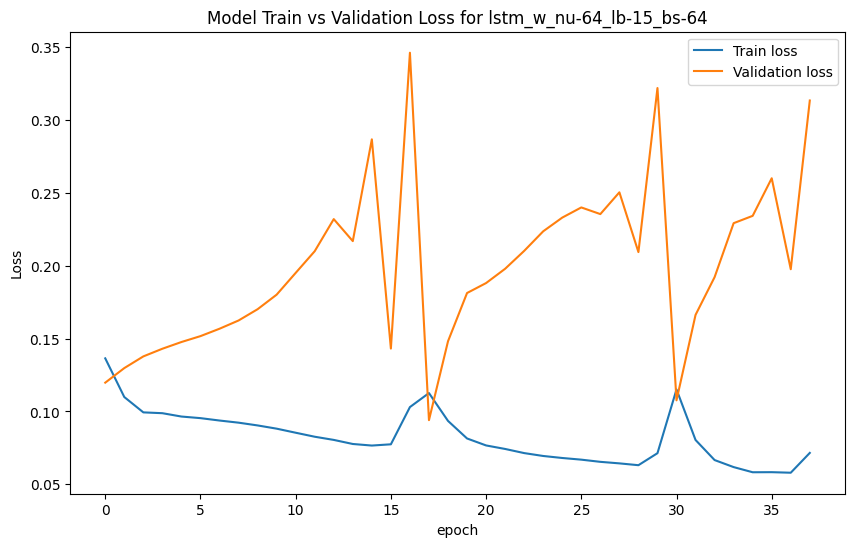 Model Train vs Validation Loss for lstm_w_nu-64_lb-15_bs-64
Train loss
Validation loss
0.35
0.30
0.25
0.20
0.15
0.10
0.05
Loss
0 5 10 15 20 25 30 35
epoch